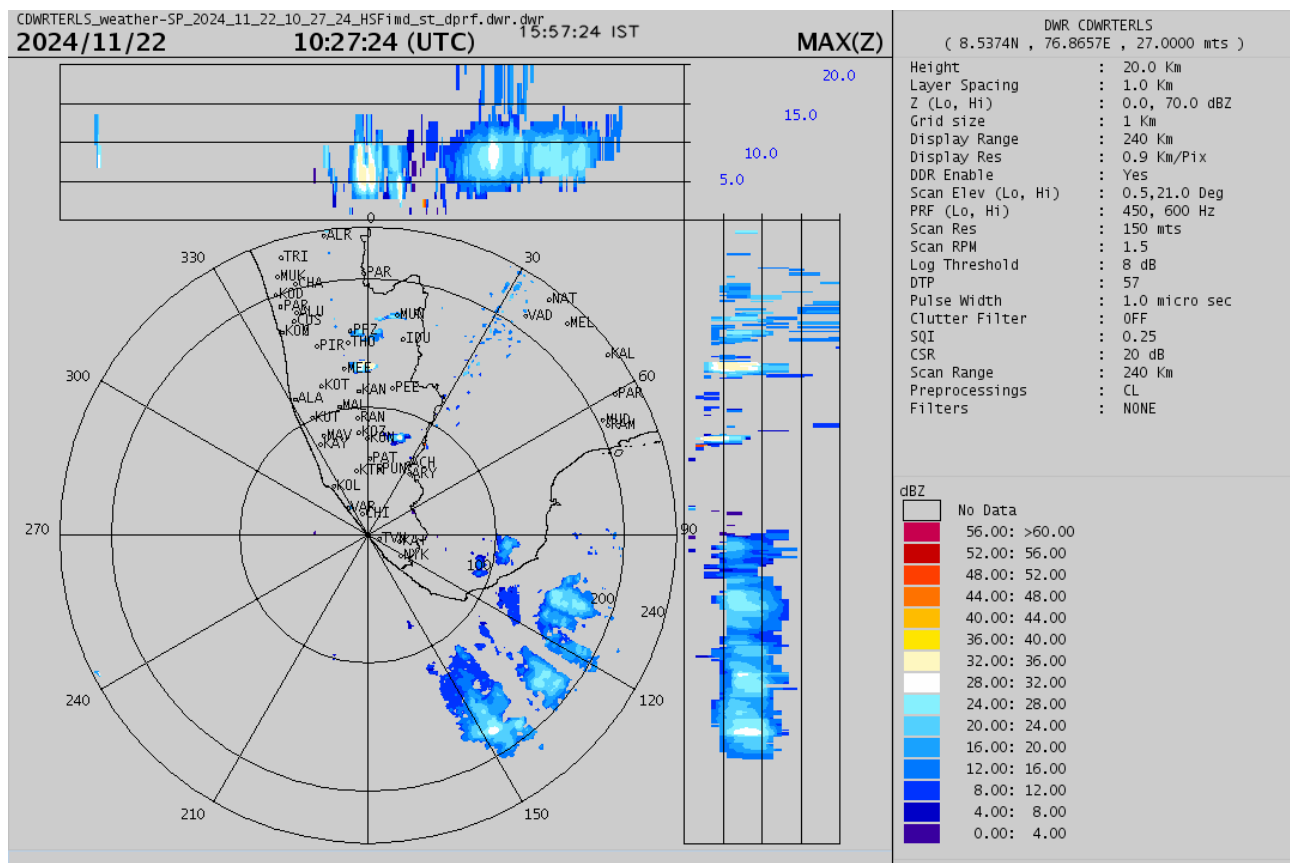 CDWRTERLS_weather-SP_2024_11_22_10_27_24_HSFimd_st_dprf.dwr.dwr
15:57:24 IST
2024/11/22 10:27:24 (UTC) MAX(Z)
20.0
15.0
10.0
5.0
0
30
60
90
120
150
210
240
270
300
330
100
200
240
ALR
TRI
PAR
MUK
CHA
KOD
PAR
ALU
CUS
KOM
NAT
VAD
MEL
MUN
PEZ
THO
IDU
PIR
KAL
MEE
KOT
KAN
PEE
PAR
ALA
MAL
KUT
RAN
MUD
RAM
MAV
KOZ
KON
KAY
PAT
ACH
KTR
PUN
ARY
KOL
VAR
CHI
TVM
KAT
NYK
DWR CDWRTERLS
( 8.5374N , 76.8657E , 27.0000 mts )
Height : 20.0 Km
Layer Spacing : 1.0 Km
Z (Lo, Hi) : 0.0, 70.0 dBZ
Grid size : 1 Km
Display Range : 240 Km
Display Res : 0.9 Km/Pix
DDR Enable : Yes
Scan Elev (Lo, Hi) : 0.5,21.0 Deg
PRF (Lo, Hi) : 450, 600 Hz
Scan Res : 150 mts
Scan RPM : 1.5
Log Threshold : 8 dB
DTP : 57
Pulse Width : 1.0 micro sec
Clutter Filter : OFF
SQI : 0.25
CSR : 20 dB
Scan Range : 240 Km
Preprocessings : CL
Filters : NONE
dBZ
No Data
56.00: >60.00
52.00: 56.00
48.00: 52.00
44.00: 48.00
40.00: 44.00
36.00: 40.00
32.00: 36.00
28.00: 32.00
24.00: 28.00
20.00: 24.00
16.00: 20.00
12.00: 16.00
8.00: 12.00
4.00: 8.00
0.00: 4.00